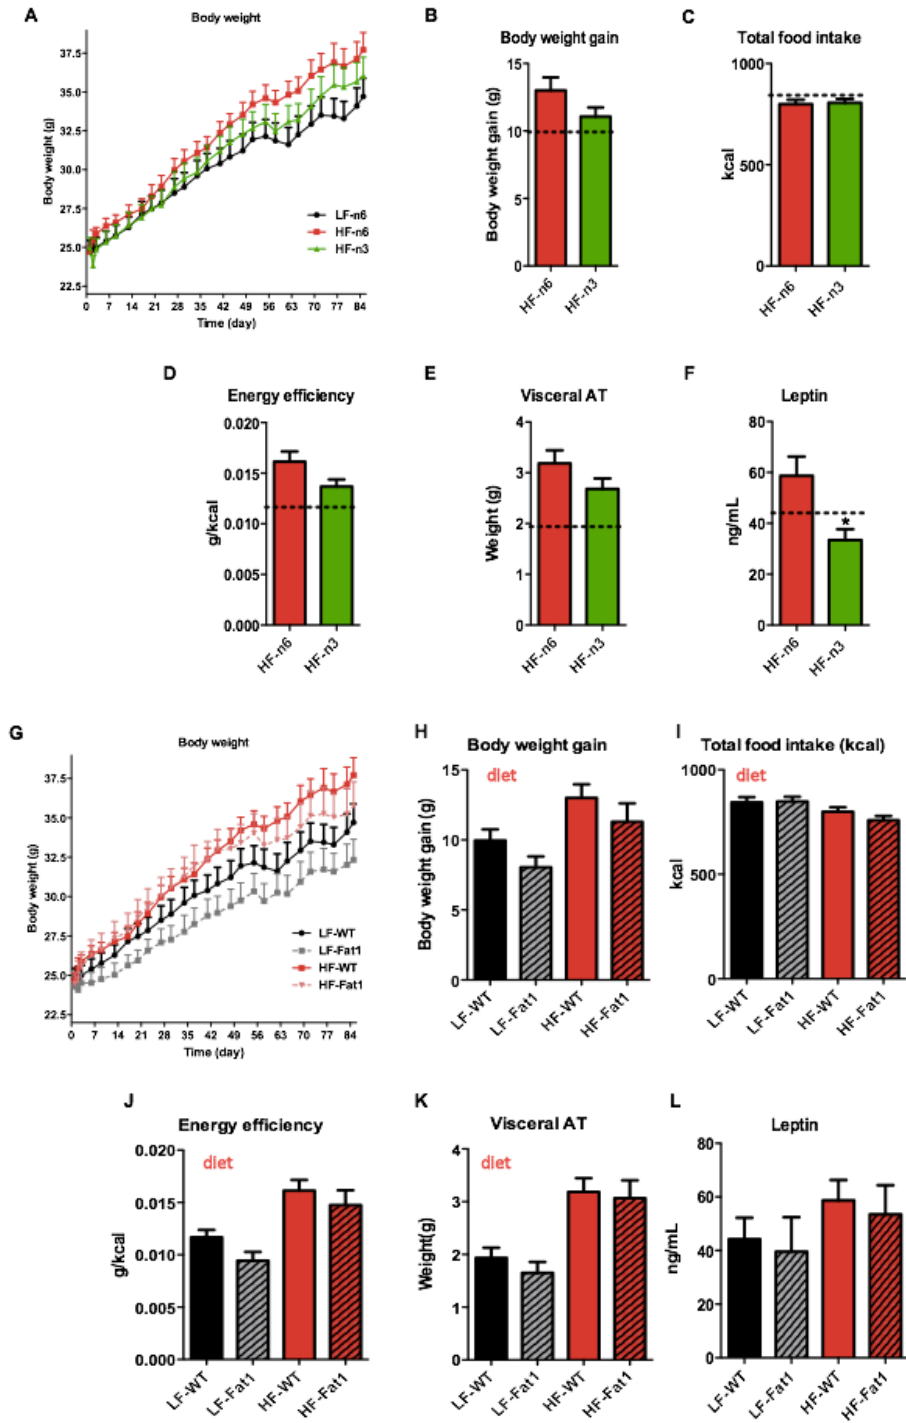 A
Body weight
Body weight (g)
37.5
35.0
32.5
30.0
27.5
25.0
22.5
LF-n6
HF-n6
HF-n3
0 7 14 21 28 35 42 49 56 63 70 77 84
Time (day)
B
Body weight gain
Body weight gain (g)
15
10
5
0
HF-n6
HF-n3
C
Total food intake
kcal
1000
500
0
HF-n6
HF-n3
D
Energy efficiency
g/kcal
0.020
0.015
0.010
0.005
0.000
HF-n6
HF-n3
E
Visceral AT
Weight (g)
4
3
2
1
0
HF-n6
HF-n3
F
Leptin
ng/mL
80
60
40
20
0
*
HF-n6
HF-n3
G
Body weight
Body weight (g)
37.5
35.0
32.5
30.0
27.5
25.0
22.5
LF-WT
LF-Fat1
HF-WT
HF-Fat1
0 7 14 21 28 35 42 49 56 63 70 77 84
Time (day)
H
Body weight gain
diet
Body weight gain (g)
15
10
5
0
LF-WT
LF-Fat1
HF-WT
HF-Fat1
I
Total food intake (kcal)
diet
kcal
1000
500
0
LF-WT
LF-Fat1
HF-WT
HF-Fat1
J
Energy efficiency
diet
g/kcal
0.020
0.015
0.010
0.005
0.000
LF-WT
LF-Fat1
HF-WT
HF-Fat1
K
Visceral AT
diet
Weight(g)
4
3
2
1
0
LF-WT
LF-Fat1
HF-WT
HF-Fat1
L
Leptin
ng/mL
80
60
40
20
0
LF-WT
LF-Fat1
HF-WT
HF-Fat1